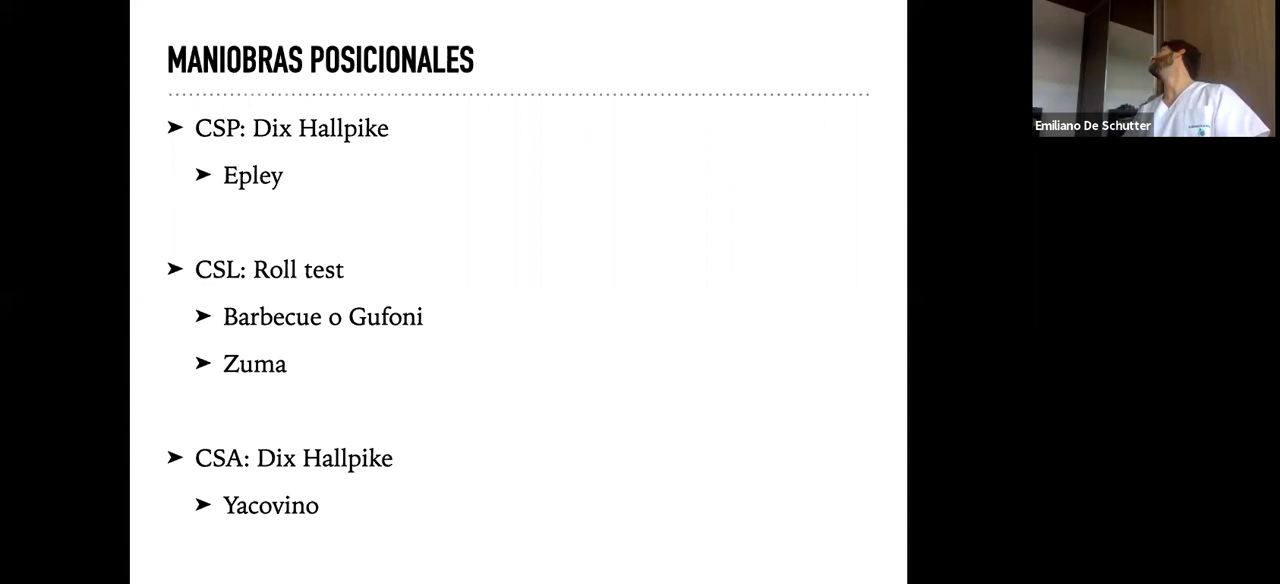 MANIOBRAS POSICIONALES
➤ CSP: Dix Hallpike
➤ Epley
➤ CSL: Roll test
➤ Barbecue o Gufoni
➤ Zuma
➤ CSA: Dix Hallpike
➤ Yacovino
Emiliano De Schutter